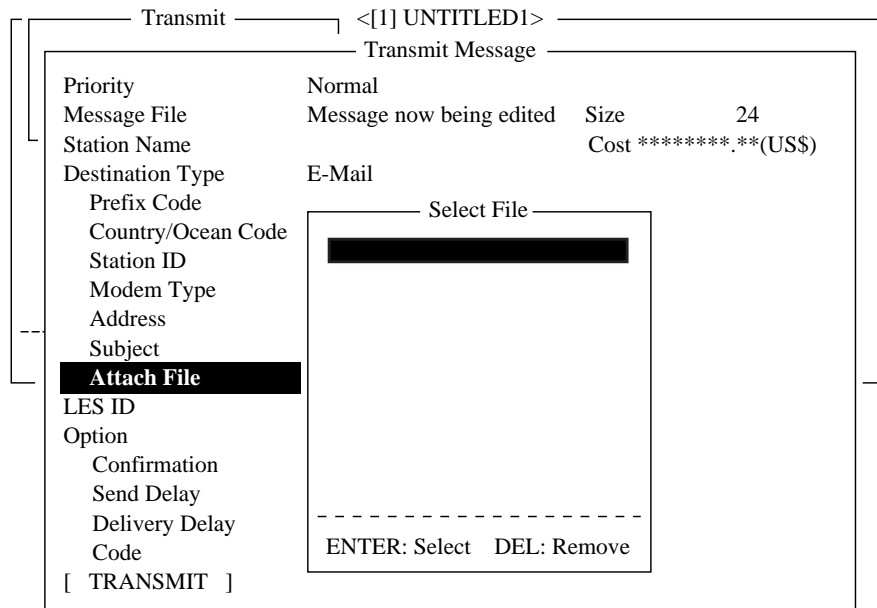 Transmit <[1] UNTITLED1>
Transmit Message
Priority Normal
Message File Message now being edited Size 24
Station Name Cost ********.**(US$)
Destination Type E-Mail
Prefix Code
Select File
Country/Ocean Code
Station ID
Modem Type
Address
Subject
Attach File
LES ID
Option
Confirmation
Send Delay
Delivery Delay
ENTER: Select DEL: Remove
Code
[ TRANSMIT ]